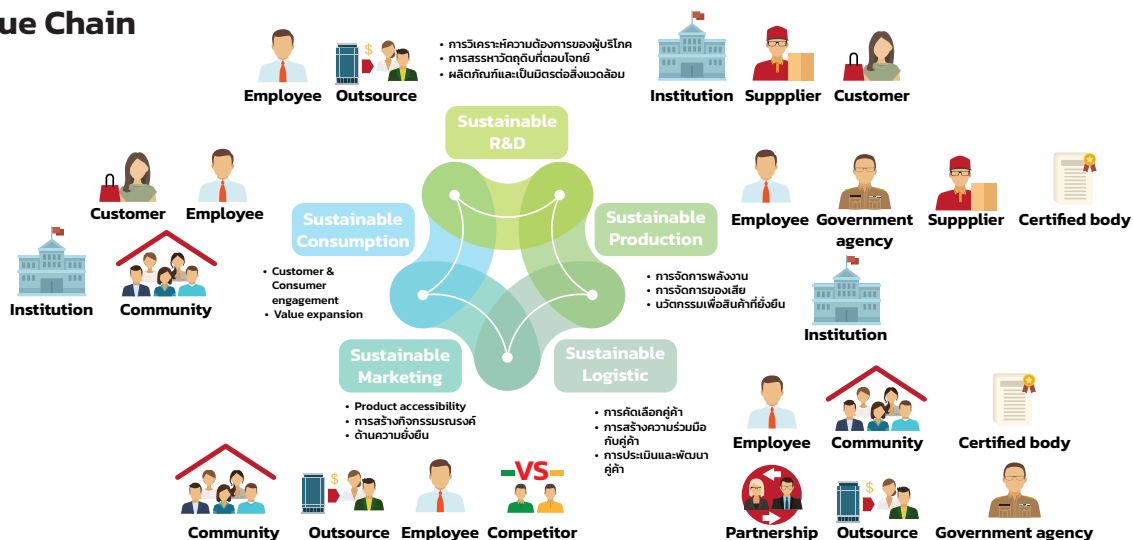 ue Chain
Employee
Outsource
$
• การวิเคราะห์ความต้องการของผู้บริโภค
• การสรรหาวัตถุดิบที่ตอบโจทย์
• ผลิตภัณฑ์และเป็นมิตรต่อสิ่งแวดล้อม
Institution
Suppplier
Customer
Sustainable
R&D
Customer
Employee
Institution
Community
Sustainable
Consumption
• Customer &
Consumer
engagement
• Value expansion
Sustainable
Production
• การจัดการพลังงาน
• การจัดการของเสีย
• นวัตกรรมเพื่อสินค้าที่ยั่งยืน
Employee
Government
agency
Suppplier
Certified body
Institution
Sustainable
Marketing
• Product accessibility
• การสร้างกิจกรรมรณรงค์
• ด้านความยั่งยืน
Community
$
Outsource
Employee
VS
Competitor
Sustainable
Logistic
• การคัดเลือกคู่ค้า
• การสร้างความร่วมมือ
กับคู่ค้า
• การประเมินและพัฒนา
คู่ค้า
Employee
Community
Certified body
Partnership
$
Outsource
Government agency